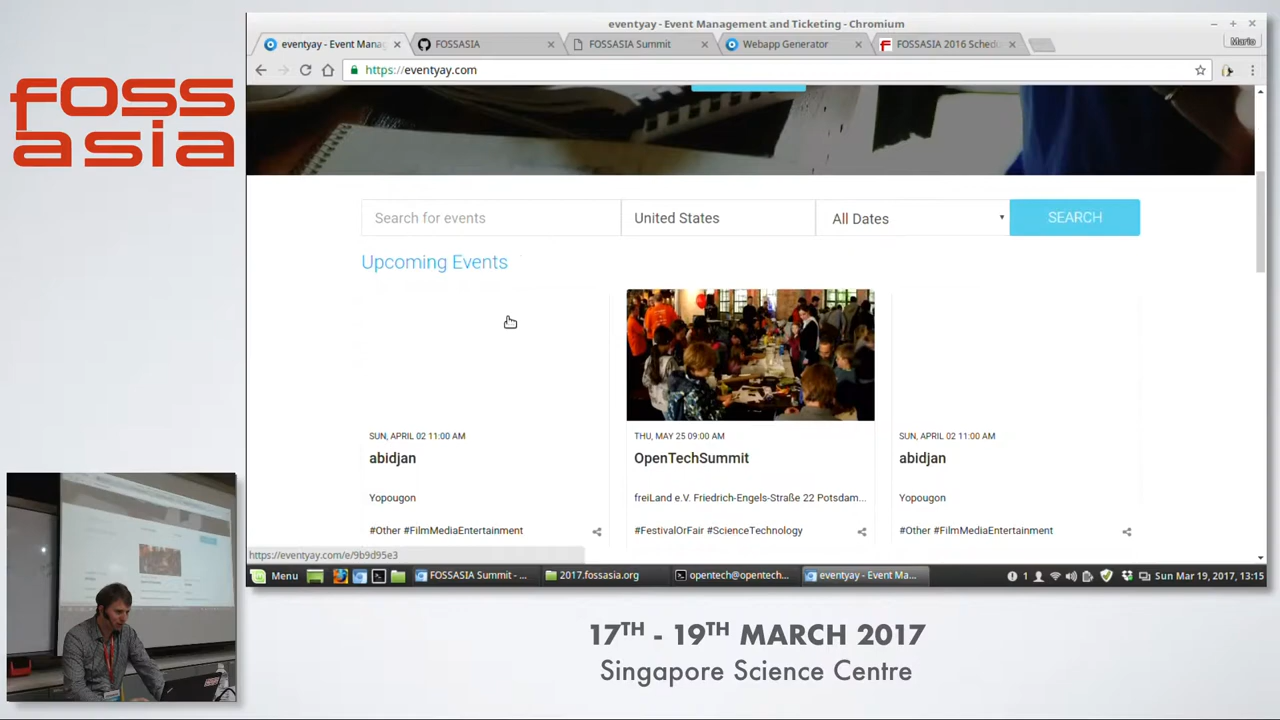 foss
asia
eventyay - Event Management and Ticketing - Chromium
eventyay - Event Manag
FOSSASIA
FOSSASIA Summit
Webapp Generator
FOSSASIA 2016 Sched
Mario
https://eventyay.com
Search for events
United States
All Dates
SEARCH
Upcoming Events
SUN, APRIL 02 11:00 AM
THU, MAY 25 09:00 AM
SUN, APRIL 02 11:00 AM
abidjan
OpenTechSummit
abidjan
Yopougon
freiLand e.V. Friedrich-Engels-Straße 22 Potsdam...
Yopougon
#Other #FilmMediaEntertainment
#FestivalOrFair #ScienceTechnology
#Other #FilmMediaEntertainment
https://eventyay.com/e/9b9d95e3
Menu
FOSSASIA Summit - ...
2017.fossasia.org
opentech@opentech...
eventyay - Event Ma...
1
Sun Mar 19, 2017, 13:15
17TH - 19TH MARCH 2017
Singapore Science Centre